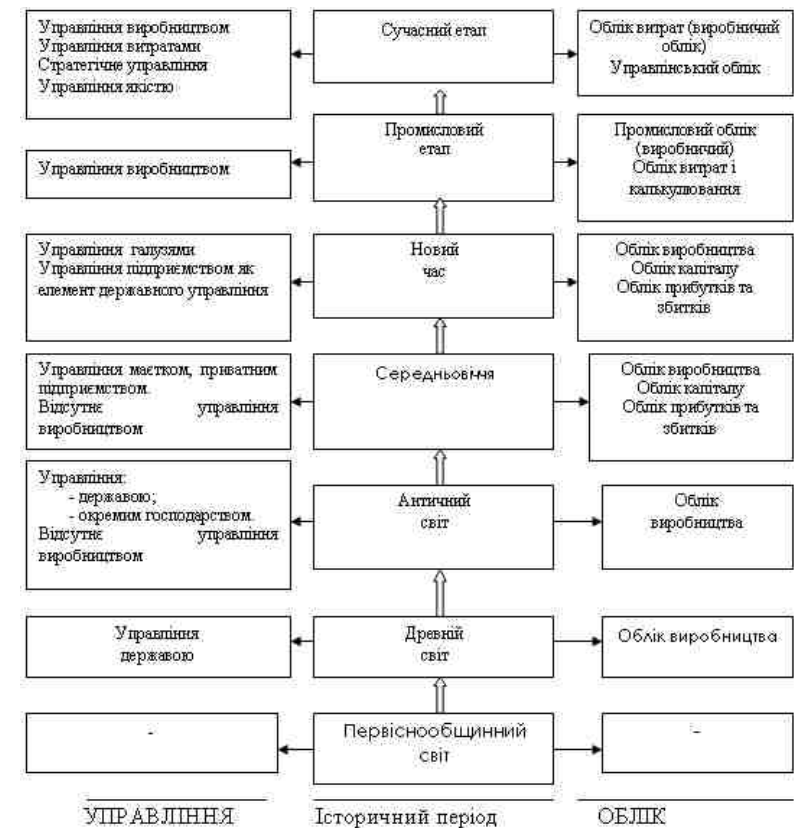 Управління виробництвом
Управління витратами
Стратегічне управління
Управління якістю
Сучасний етап
Облік витрат (виробничий
облік)
Управлінський облік
Управління виробництвом
Промисловий
етап
Промисловий облік
(виробничий)
Облік витрат і
калькулювання
Управління галузями
Управління підприємством як
елемент державного управління
Новий
час
Облік виробництва
Облік капіталу
Облік прибутків та
збитків
Управління маєтком, приватним
підприємством.
Відсутнє управління
виробництвом
Середньовіччя
Облік виробництва
Облік капіталу
Облік прибутків та
збитків
Управління:
- державою;
- окремим господарством.
Відсутнє управління
виробництвом
Античний
світ
Облік
виробництва
Управління
державою
Древній
світ
Облік виробництва
-
Первіснообщинний
світ
-
УПРАВЛІННЯ
Історичний період
ОБЛІК